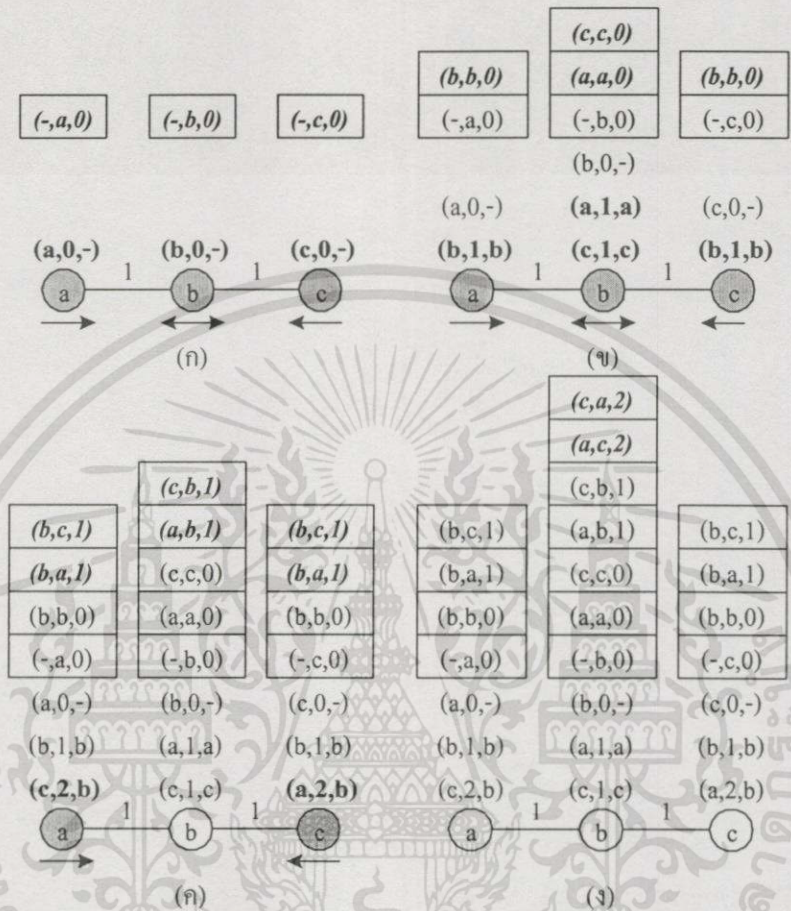 (-,a,0) (-,b,0) (-,c,0)
(a,0,-) (b,0,-) (c,0,-)
1 1
a b c
(ก)
(c,c,0)
(b,b,0) (a,a,0) (b,b,0)
(-,a,0) (-,b,0) (-,c,0)
(b,0,-)
(a,0,-) (a,1,a) (c,0,-)
(b,1,b) (c,1,c) (b,1,b)
1 1
a b c
(ข)
(c,b,1)
(b,c,1) (a,b,1) (b,c,1)
(b,a,1) (c,c,0) (b,a,1)
(b,b,0) (a,a,0) (b,b,0)
(-,a,0) (-,b,0) (-,c,0)
(a,0,-) (b,0,-) (c,0,-)
(b,1,b) (a,1,a) (b,1,b)
(c,2,b) (c,1,c) (a,2,b)
1 1
a b c
(ค)
(c,a,2)
(a,c,2)
(c,b,1)
(b,c,1) (a,b,1) (b,c,1)
(b,a,1) (c,c,0) (b,a,1)
(b,b,0) (a,a,0) (b,b,0)
(-,a,0) (-,b,0) (-,c,0)
(a,0,-) (b,0,-) (c,0,-)
(b,1,b) (a,1,a) (b,1,b)
(c,2,b) (c,1,c) (a,2,b)
1 1
a b c
(ง)